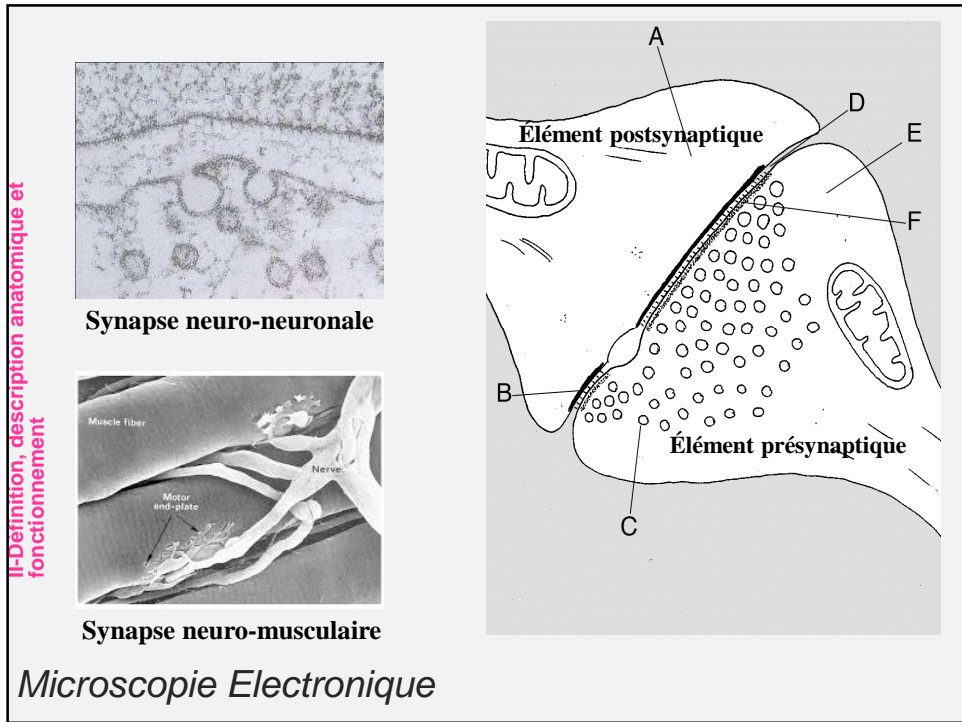 II-Définition, description anatomique et
fonctionnement
Synapse neuro-neuronale
Muscle fiber
Nerve
Motor
end-plate
Synapse neuro-musculaire
A
D
Élément postsynaptique
E
F
B
Élément présynaptique
C
Microscopie Electronique